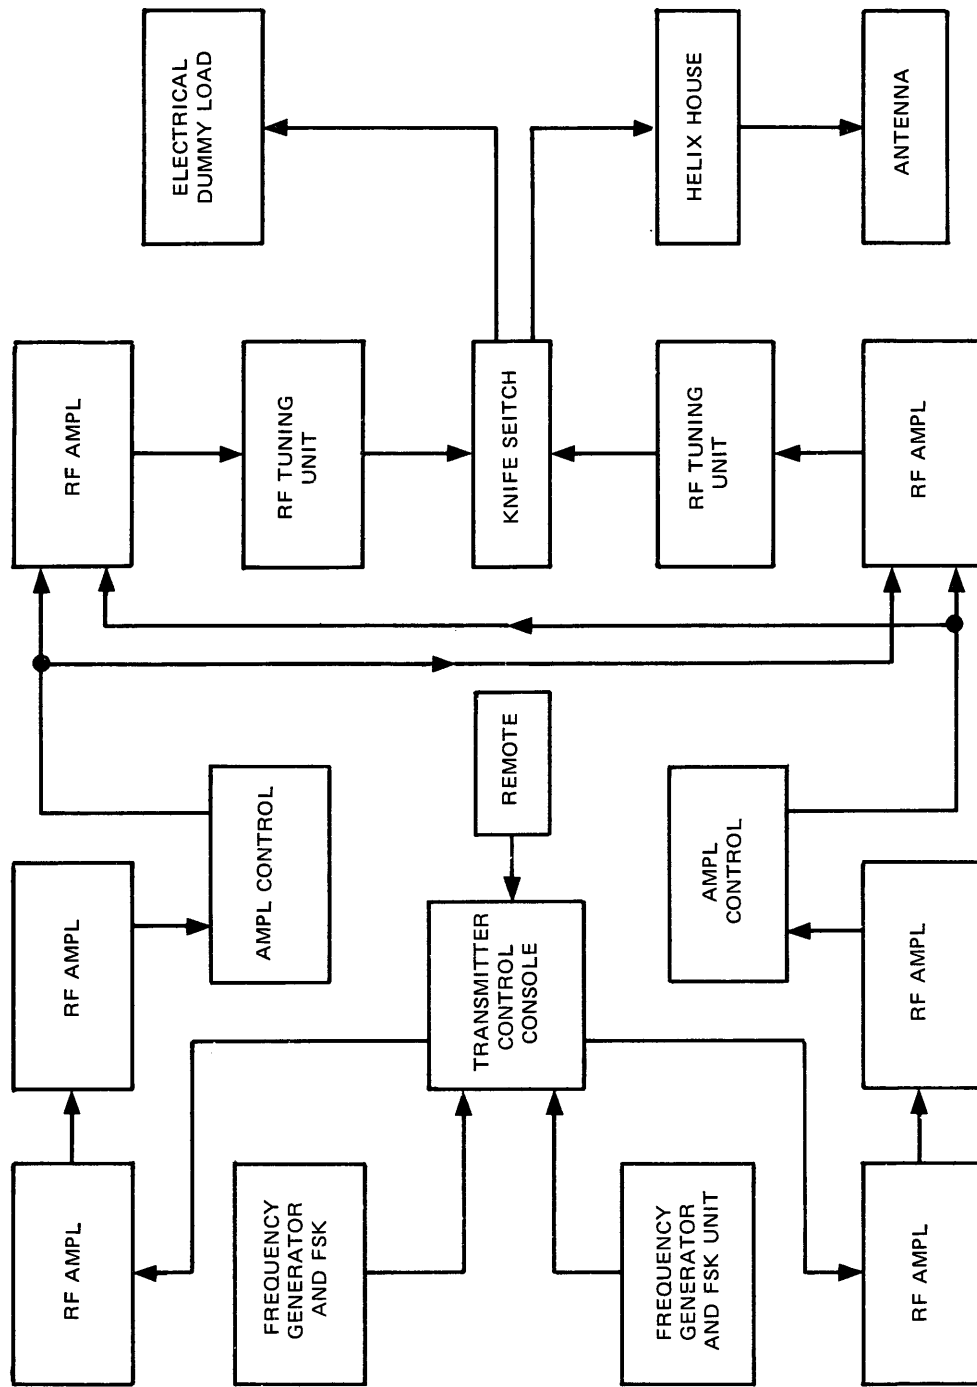 RF AMPL
RF AMPL
RF AMPL
ELECTRICAL
DUMMY LOAD
FREQUENCY
GENERATOR
AND FSK
AMPL CONTROL
RF TUNING
UNIT
TRANSMITTER
CONTROL
CONSOLE
REMOTE
KNIFE SEITCH
FREQUENCY
GENERATOR
AND FSK UNIT
AMPL
CONTROL
RF TUNING
UNIT
HELIX HOUSE
RF AMPL
RF AMPL
RF AMPL
ANTENNA